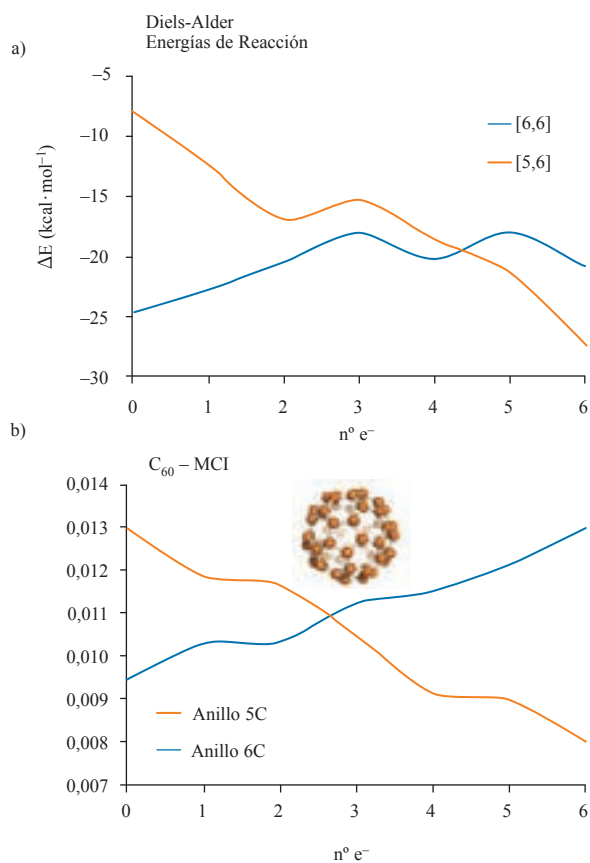 Diels-Alder
Energías de Reacción
a)
−5
−10
−15
−20
−25
−30
ΔE (kcal·mol⁻¹)
[6,6]
[5,6]
0 1 2 3 4 5 6
nº e⁻
b)
C₆₀ – MCI
0,014
0,013
0,012
0,011
0,010
0,009
0,008
0,007
Anillo 5C
Anillo 6C
0 1 2 3 4 5 6
nº e⁻